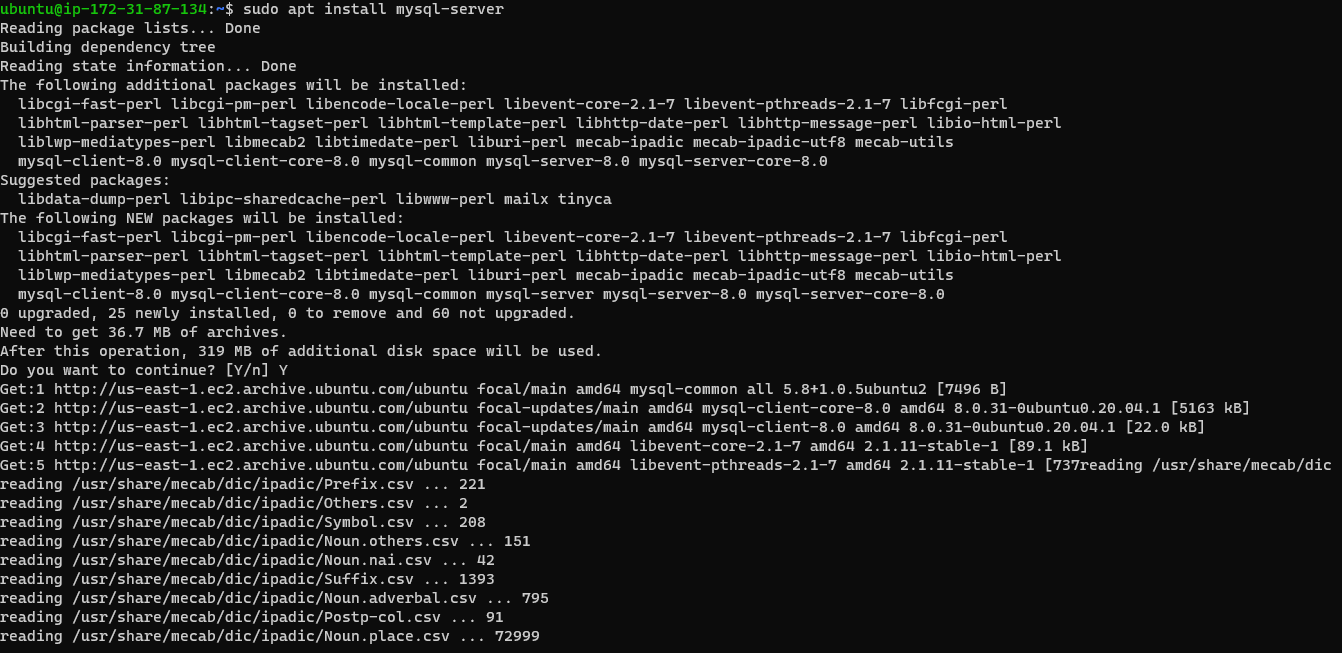 ubuntu@ip-172-31-87-134:~$ sudo apt install mysql-server
Reading package lists... Done
Building dependency tree
Reading state information... Done
The following additional packages will be installed:
  libcgi-fast-perl libcgi-pm-perl libencode-locale-perl libevent-core-2.1-7 libevent-pthreads-2.1-7 libfcgi-perl
  libhtml-parser-perl libhtml-tagset-perl libhtml-template-perl libhttp-date-perl libhttp-message-perl libio-html-perl
  liblwp-mediatypes-perl libmecab2 libtimedate-perl liburi-perl mecab-ipadic mecab-ipadic-utf8 mecab-utils
  mysql-client-8.0 mysql-client-core-8.0 mysql-common mysql-server-8.0 mysql-server-core-8.0
Suggested packages:
  libdata-dump-perl libipc-sharedcache-perl libwww-perl mailx tinyca
The following NEW packages will be installed:
  libcgi-fast-perl libcgi-pm-perl libencode-locale-perl libevent-core-2.1-7 libevent-pthreads-2.1-7 libfcgi-perl
  libhtml-parser-perl libhtml-tagset-perl libhtml-template-perl libhttp-date-perl libhttp-message-perl libio-html-perl
  liblwp-mediatypes-perl libmecab2 libtimedate-perl liburi-perl mecab-ipadic mecab-ipadic-utf8 mecab-utils
  mysql-client-8.0 mysql-client-core-8.0 mysql-common mysql-server mysql-server-8.0 mysql-server-core-8.0
0 upgraded, 25 newly installed, 0 to remove and 60 not upgraded.
Need to get 36.7 MB of archives.
After this operation, 319 MB of additional disk space will be used.
Do you want to continue? [Y/n] Y
Get:1 http://us-east-1.ec2.archive.ubuntu.com/ubuntu focal/main amd64 mysql-common all 5.8+1.0.5ubuntu2 [7496 B]
Get:2 http://us-east-1.ec2.archive.ubuntu.com/ubuntu focal-updates/main amd64 mysql-client-core-8.0 amd64 8.0.31-0ubuntu0.20.04.1 [5163 kB]
Get:3 http://us-east-1.ec2.archive.ubuntu.com/ubuntu focal-updates/main amd64 mysql-client-8.0 amd64 8.0.31-0ubuntu0.20.04.1 [22.0 kB]
Get:4 http://us-east-1.ec2.archive.ubuntu.com/ubuntu focal/main amd64 libevent-core-2.1-7 amd64 2.1.11-stable-1 [89.1 kB]
Get:5 http://us-east-1.ec2.archive.ubuntu.com/ubuntu focal/main amd64 libevent-pthreads-2.1-7 amd64 2.1.11-stable-1 [737reading /usr/share/mecab/dic
reading /usr/share/mecab/dic/ipadic/Prefix.csv ... 221
reading /usr/share/mecab/dic/ipadic/Others.csv ... 2
reading /usr/share/mecab/dic/ipadic/Symbol.csv ... 208
reading /usr/share/mecab/dic/ipadic/Noun.others.csv ... 151
reading /usr/share/mecab/dic/ipadic/Noun.nai.csv ... 42
reading /usr/share/mecab/dic/ipadic/Suffix.csv ... 1393
reading /usr/share/mecab/dic/ipadic/Noun.adverbal.csv ... 795
reading /usr/share/mecab/dic/ipadic/Postp-col.csv ... 91
reading /usr/share/mecab/dic/ipadic/Noun.place.csv ... 72999